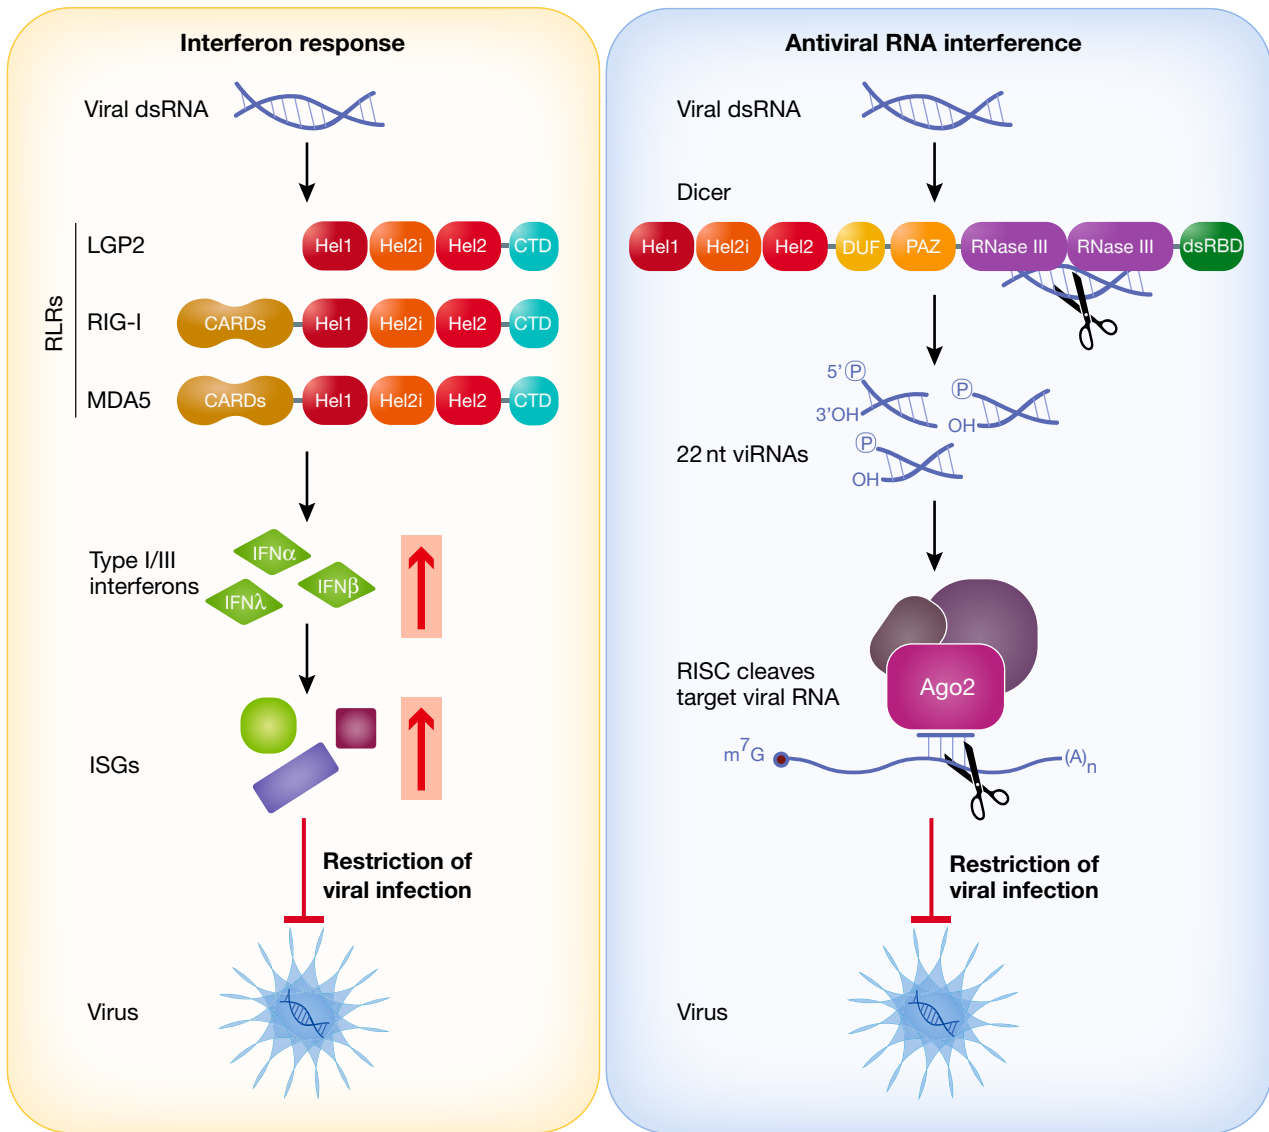 Interferon response
Viral dsRNA
RLRs
LGP2
Hel1 Hel2i Hel2 CTD
RIG-I
CARDs Hel1 Hel2i Hel2 CTD
MDA5
CARDs Hel1 Hel2i Hel2 CTD
Type I/III
interferons
IFNα
IFNβ
IFNλ
ISGs
Restriction of
viral infection
Virus
Antiviral RNA interference
Viral dsRNA
Dicer
Hel1 Hel2i Hel2 DUF PAZ RNase III RNase III dsRBD
5’ P
3’OH
P
OH
P
OH
22 nt viRNAs
RISC cleaves
target viral RNA
Ago2
m⁷G
(A)ₙ
Restriction of
viral infection
Virus